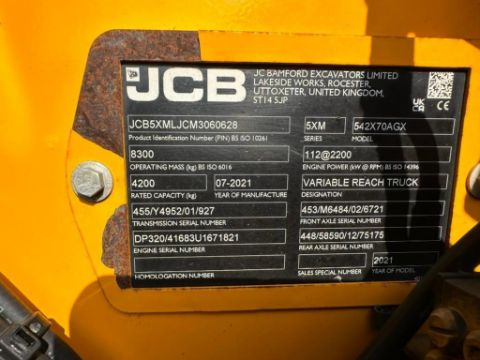 JCB
JC BAMFORD EXCAVATORS LIMITED
LAKESIDE WORKS, ROCESTER,
UTTOXETER, UNITED KINGDOM,
ST14 5JP
UK
CA CE
JCB5XMLJCM3060628 5XM 542X70AGX
Product Identification Number (PIN) BS ISO 10261 SERIES MODEL
8300 112@2200
OPERATING MASS (kg) BS ISO 6016 ENGINE POWER (kW @ RPM) BS ISO 14396
4200 07-2021 VARIABLE REACH TRUCK
RATED CAPACITY (kg) YEAR OF MANUFACTURE DESIGNATION
455/Y4952/01/927 453/M6484/02/6721
TRANSMISSION SERIAL NUMBER FRONT AXLE SERIAL NUMBER
DP320/41683U1671821 448/58590/12/75175
ENGINE SERIAL NUMBER REAR AXLE SERIAL NUMBER
2021
HOMOLOGATION NUMBER SALES SPECIAL NUMBER YEAR OF MODEL